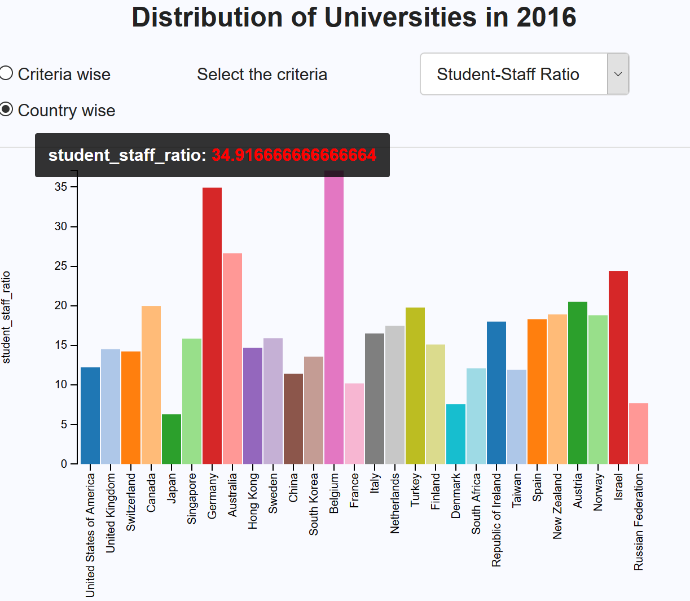 Distribution of Universities in 2016
Criteria wise
Select the criteria
Student-Staff Ratio
Country wise
student_staff_ratio: 34.916666666666664
35
30
25
20
15
10
5
0
student_staff_ratio
United States of America
United Kingdom
Switzerland
Canada
Japan
Singapore
Germany
Australia
Hong Kong
Sweden
China
South Korea
Belgium
France
Italy
Netherlands
Turkey
Finland
Denmark
South Africa
Republic of Ireland
Taiwan
Spain
New Zealand
Austria
Norway
Israel
Russian Federation